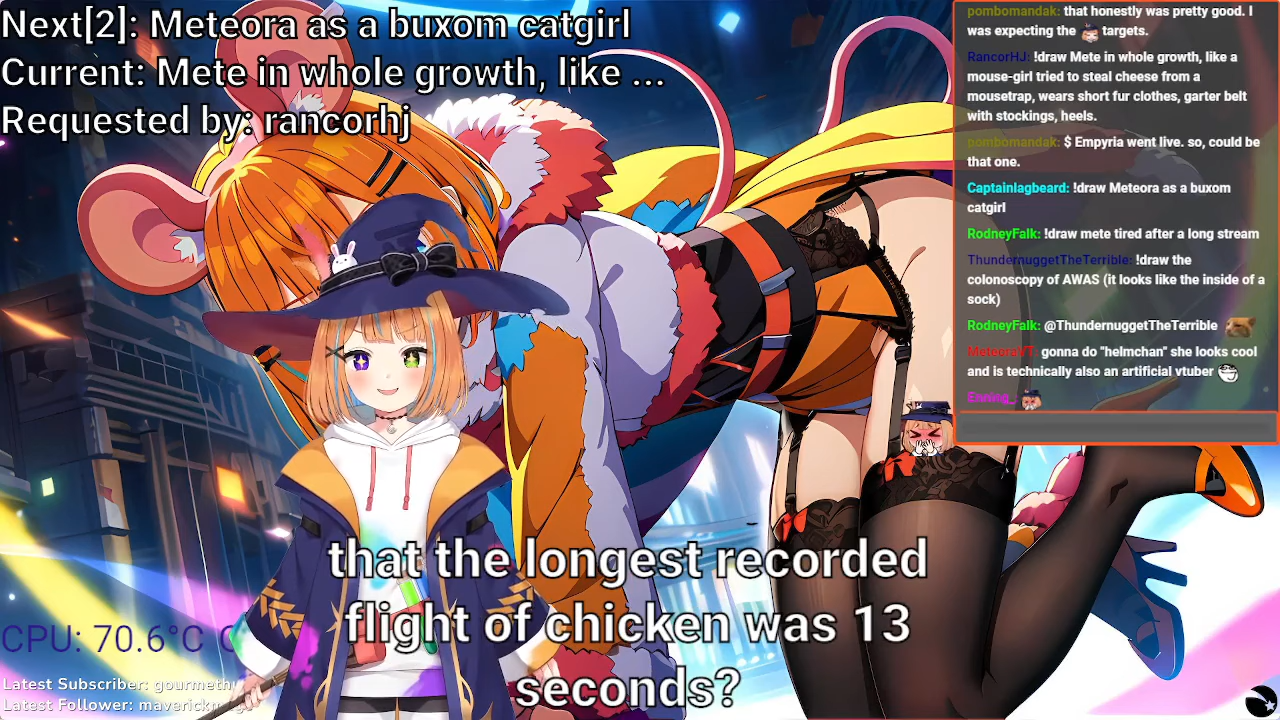 Next[2]: Meteora as a buxom catgirl
Current: Mete in whole growth, like ...
Requested by: rancorhj
pombomandak: that honestly was pretty good. I
was expecting the targets.
RancorHJ: !draw Mete in whole growth, like a
mouse-girl tried to steal cheese from a
mousetrap, wears short fur clothes, garter belt
with stockings, heels.
pombomandak: $ Empyria went live. so, could be
that one.
Captainlagbeard: !draw Meteora as a buxom
catgirl
RodneyFalk: !draw mete tired after a long stream
ThundernuggetTheTerrible: !draw the
colonoscopy of AWAS (it looks like the inside of a
sock)
RodneyFalk: @ThundernuggetTheTerrible
MeteoraVT: gonna do "helmchan" she looks cool
and is technically also an artificial vtuber
Enning_:
that the longest recorded
flight of chicken was 13
seconds?
CPU: 70.6°C
Latest Subscriber: gourmeth
Latest Follower: maverick